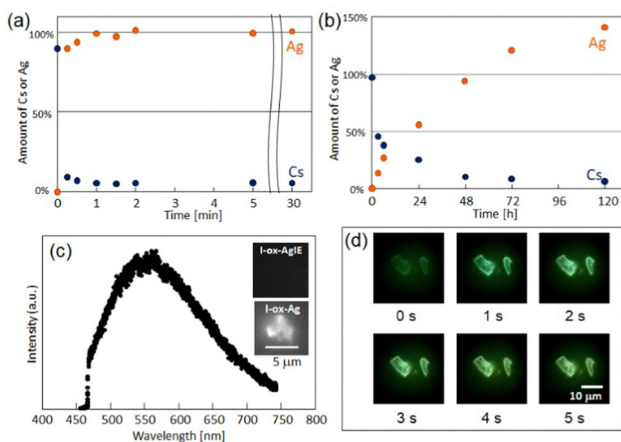 (a)
100%
50%
0%
Amount of Cs or Ag
Ag
Cs
0 1 2 3 4 5 30
Time [min]
(b)
150%
100%
50%
0%
Amount of Cs or Ag
Ag
Cs
0 24 48 72 96 120
Time [h]
(c)
Intensity (a.u.)
I-ox-AgIE
I-ox-Ag
5 μm
400 450 500 550 600 650 700 750 800
Wavelength [nm]
(d)
0 s 1 s 2 s
10 μm
3 s 4 s 5 s